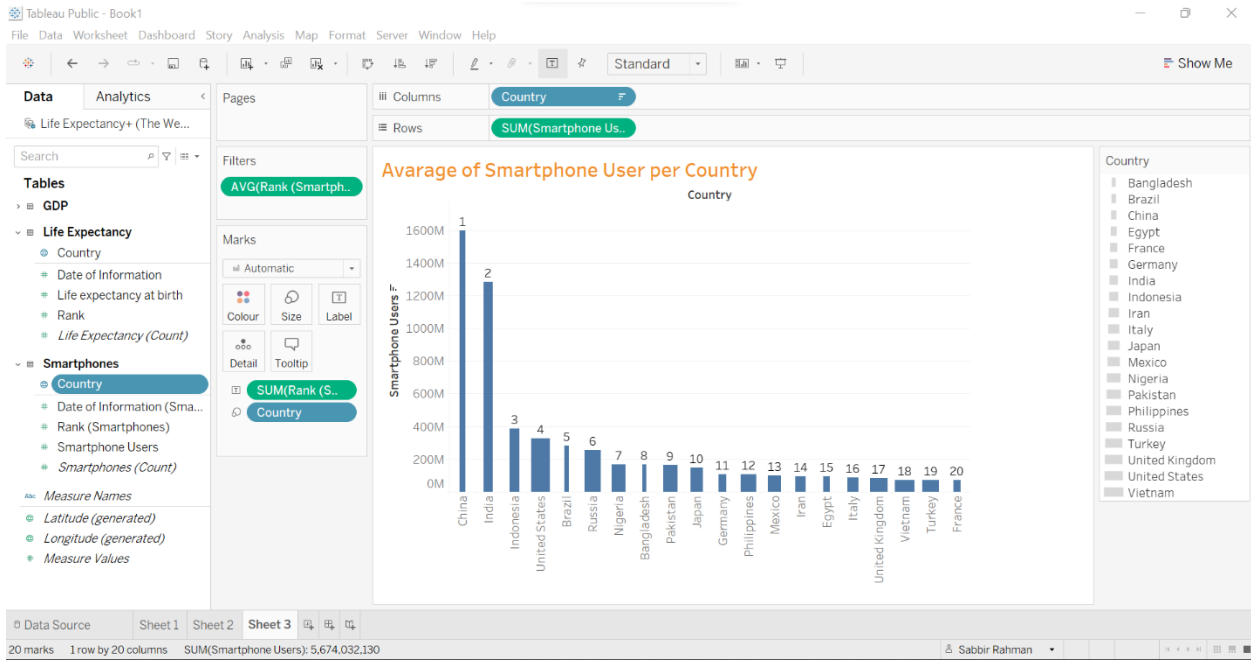 Tableau Public - Book1
File Data Worksheet Dashboard Story Analysis Map Format Server Window Help
Standard
Show Me
Data Analytics
Life Expectancy+ (The We...
Search
Tables
GDP
Life Expectancy
Country
Date of Information
Life expectancy at birth
Rank
Life Expectancy (Count)
Smartphones
Country
Date of Information (Sma...
Rank (Smartphones)
Smartphone Users
Smartphones (Count)
Abc Measure Names
Latitude (generated)
Longitude (generated)
Measure Values
Pages
Filters
AVG(Rank (Smartph..
Marks
Automatic
Colour Size Label
Detail Tooltip
SUM(Rank (S..
Country
Columns Country
Rows SUM(Smartphone Us..
Avarage of Smartphone User per Country
Country
Smartphone Users
1600M
1400M
1200M
1000M
800M
600M
400M
200M
0M
1 2 3 4 5 6 7 8 9 10 11 12 13 14 15 16 17 18 19 20
China
India
Indonesia
United States
Brazil
Russia
Nigeria
Bangladesh
Pakistan
Japan
Germany
Philippines
Mexico
Iran
Egypt
Italy
United Kingdom
Vietnam
Turkey
France
Country
Bangladesh
Brazil
China
Egypt
France
Germany
India
Indonesia
Iran
Italy
Japan
Mexico
Nigeria
Pakistan
Philippines
Russia
Turkey
United Kingdom
United States
Vietnam
Data Source Sheet 1 Sheet 2 Sheet 3
20 marks 1 row by 20 columns SUM(Smartphone Users): 5,674,032,130
Sabbir Rahman